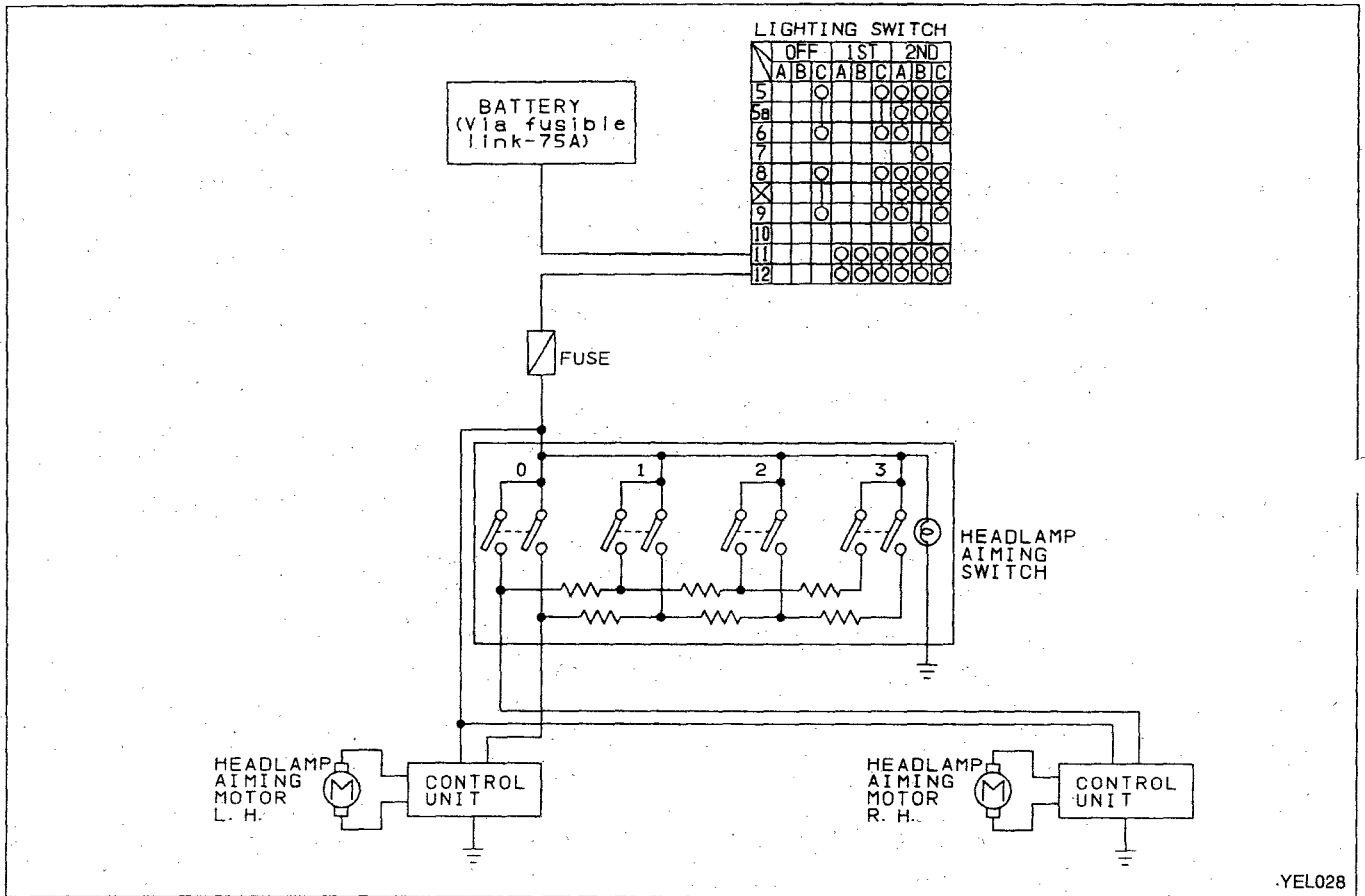 LIGHTING SWITCH
OFF 1ST 2ND
A B C A B C A B C
5
5a
6
7
8
9
10
11
12
BATTERY
(Via fusible
link-75A)
FUSE
0 1 2 3
HEADLAMP
AIMING
SWITCH
HEADLAMP
AIMING
MOTOR
L. H.
M
CONTROL
UNIT
HEADLAMP
AIMING
MOTOR
R. H.
M
CONTROL
UNIT
YEL028